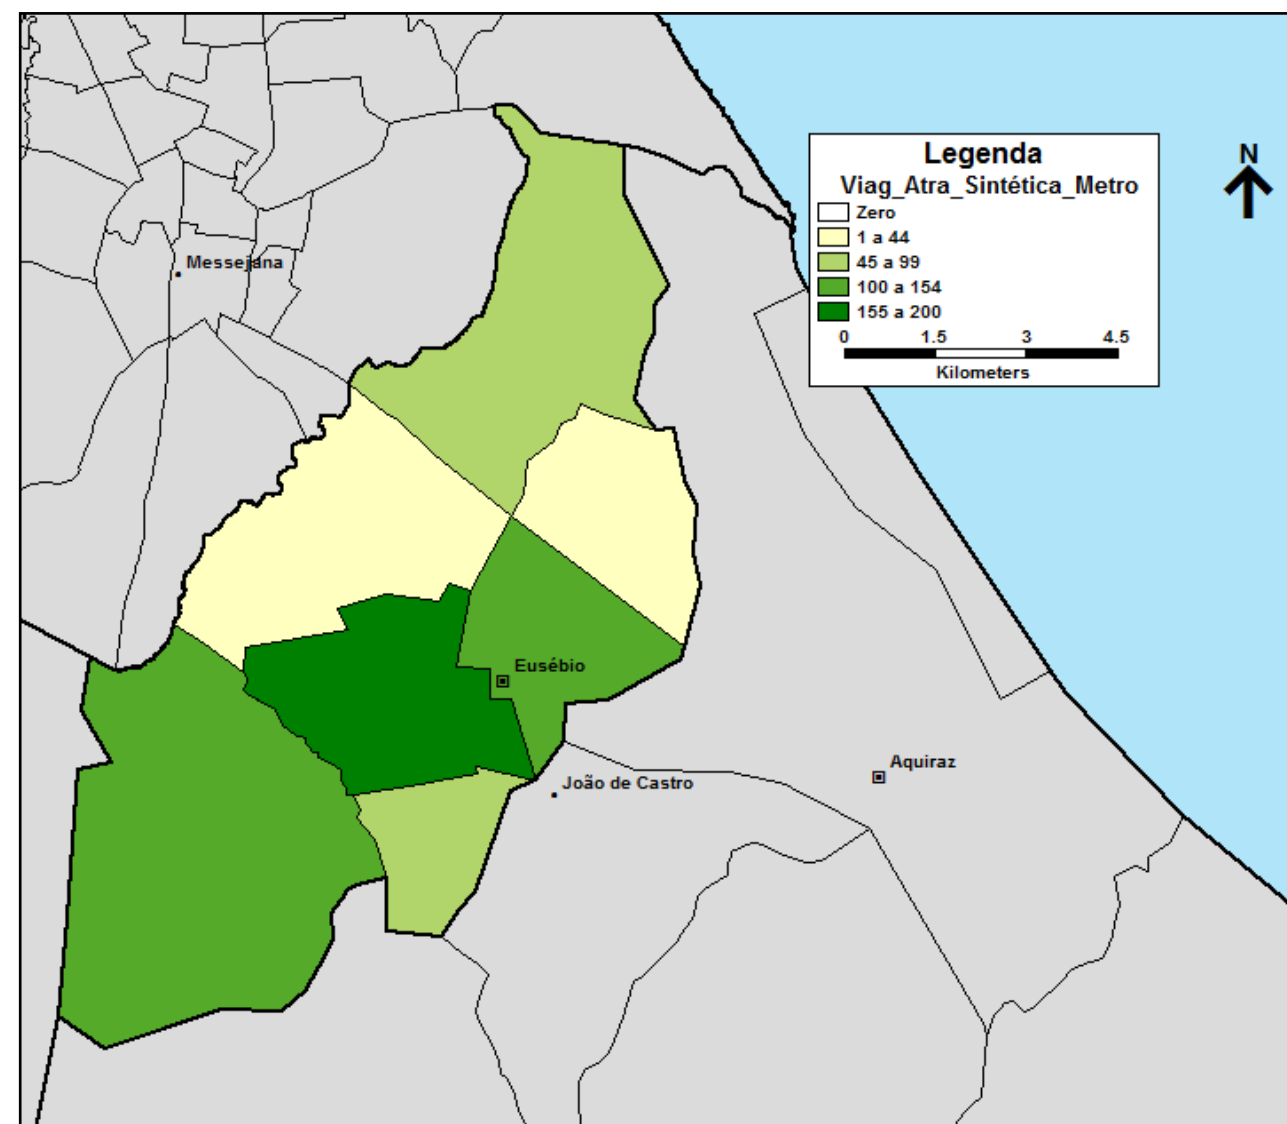 Legenda
Viag_Atra_Sintética_Metro
Zero
1 a 44
45 a 99
100 a 154
155 a 200
0 1.5 3 4.5
Kilometers
N
Messejana
Eusébio
Aquiraz
João de Castro